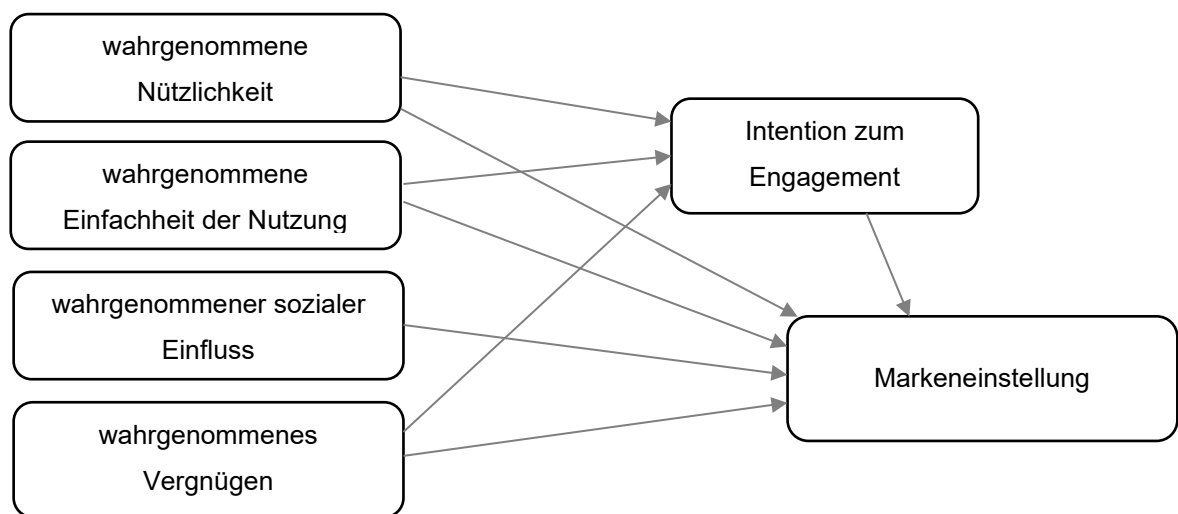 wahrgenommene
Nützlichkeit
wahrgenommene
Einfachheit der Nutzung
wahrgenommener sozialer
Einfluss
wahrgenommenes
Vergnügen
Intention zum
Engagement
Markeneinstellung